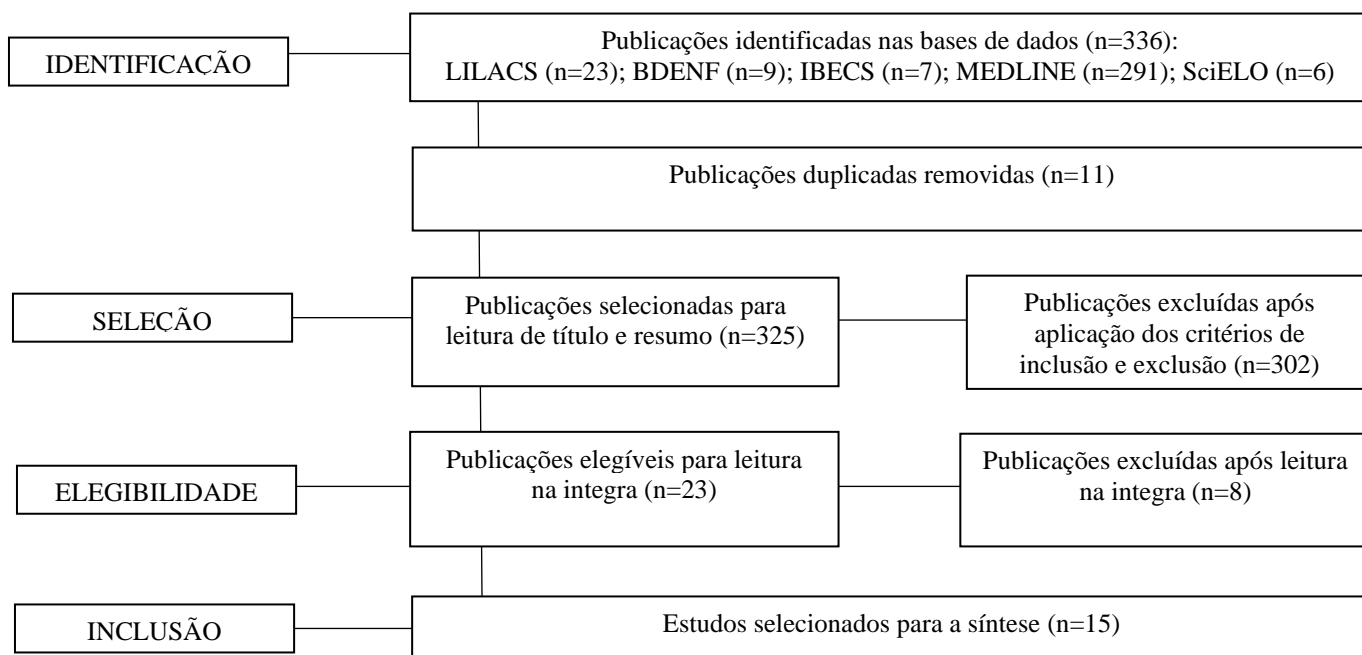 IDENTIFICAÇÃO
Publicações identificadas nas bases de dados (n=336):
LILACS (n=23); BDENF (n=9); IBECS (n=7); MEDLINE (n=291); SciELO (n=6)
Publicações duplicadas removidas (n=11)
SELEÇÃO
Publicações selecionadas para
leitura de título e resumo (n=325)
Publicações excluídas após
aplicação dos critérios de
inclusão e exclusão (n=302)
ELEGIBILIDADE
Publicações elegíveis para leitura
na integra (n=23)
Publicações excluídas após leitura
na integra (n=8)
INCLUSÃO
Estudos selecionados para a síntese (n=15)